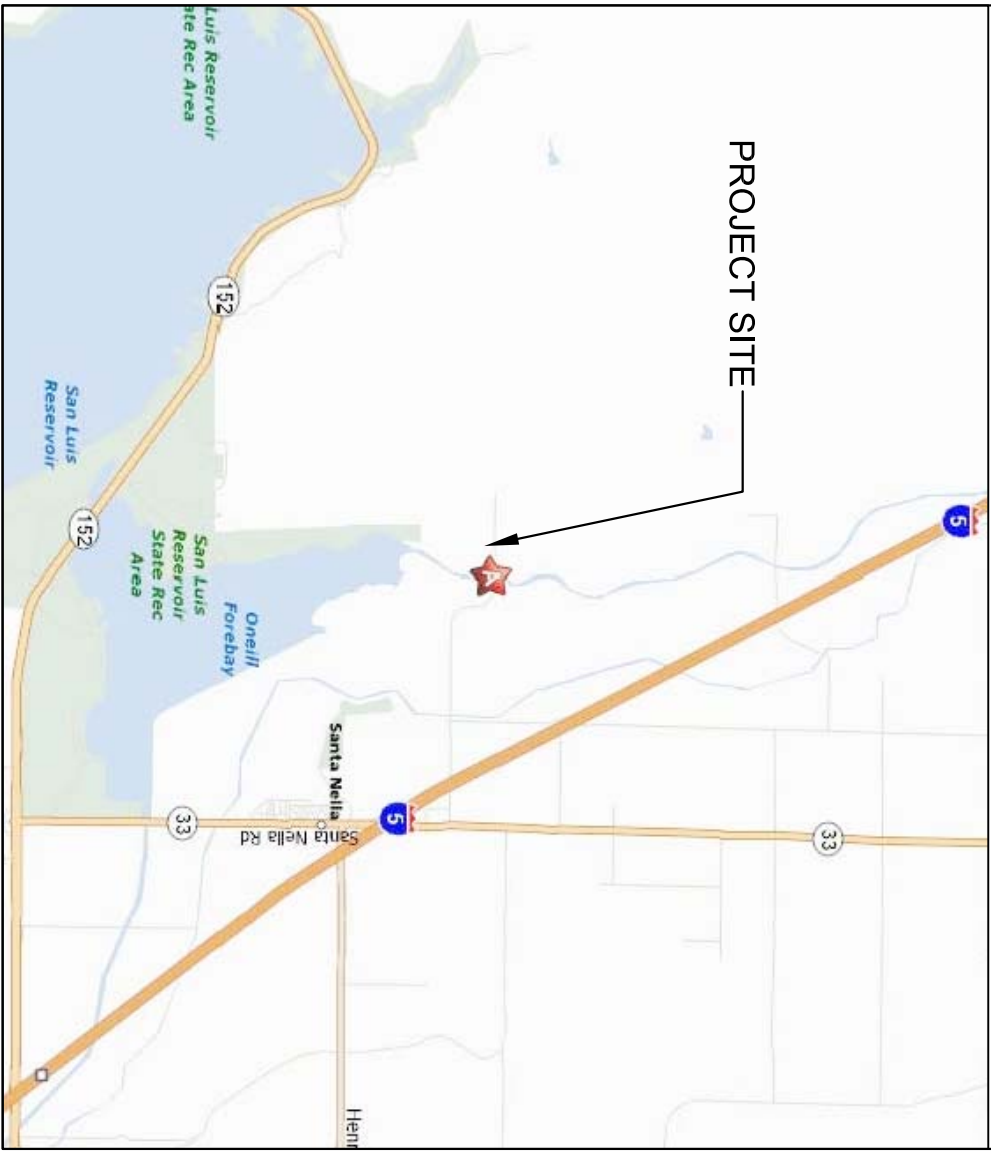 5
33
PROJECT SITE
A
5
Henr
Santa Nella
Santa Nella Rd
Oneill
Forebay
152
Luis Reservoir
ate Rec Area
San Luis
Reservoir
State Rec
Area
33
152
San Luis
Reservoir